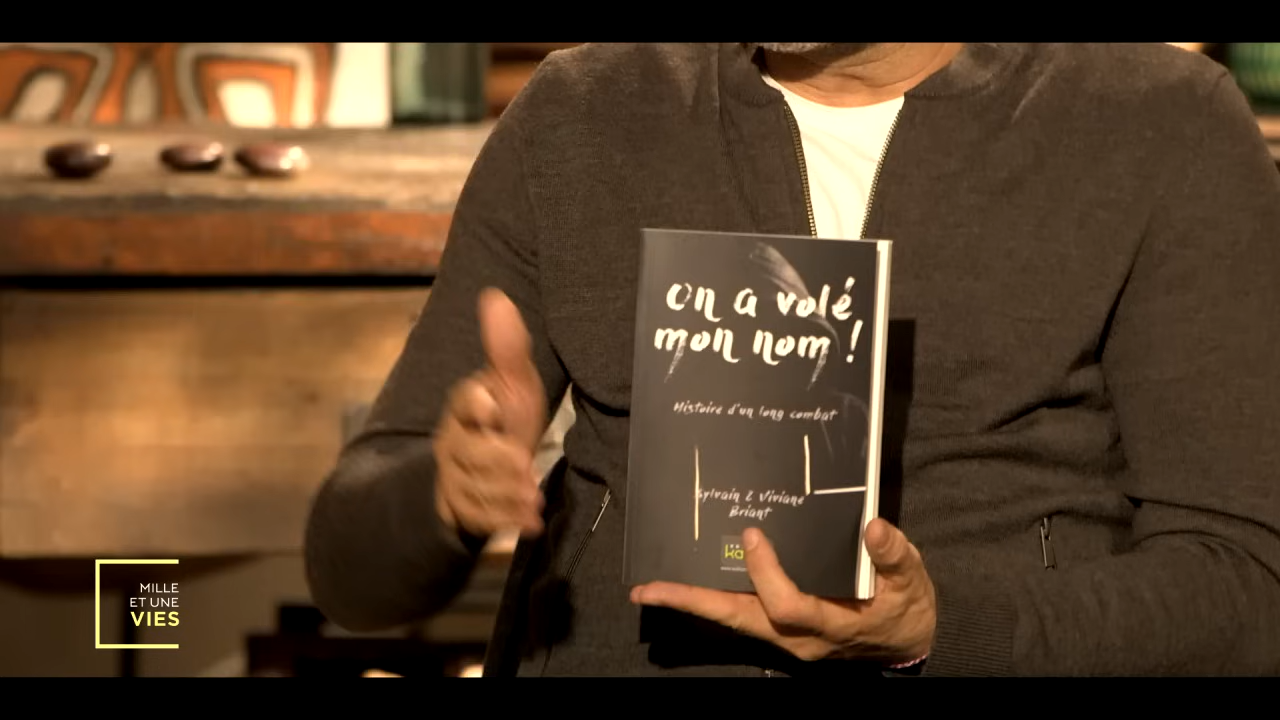 On a volé
mon nom !
Histoire d'un long combat
Sylvain & Viviane
Briant
MILLE
ET UNE
VIES